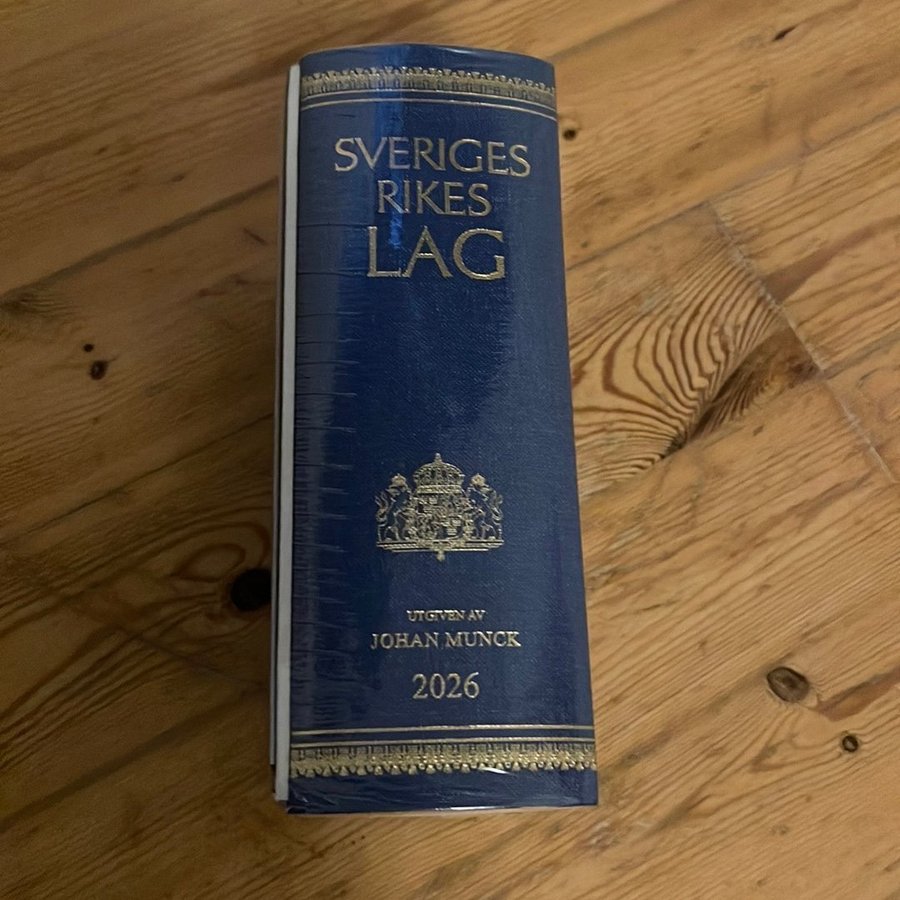 SVERIGES
RIKES
LAG
UTGIVEN AV
JOHAN MUNCK
2026